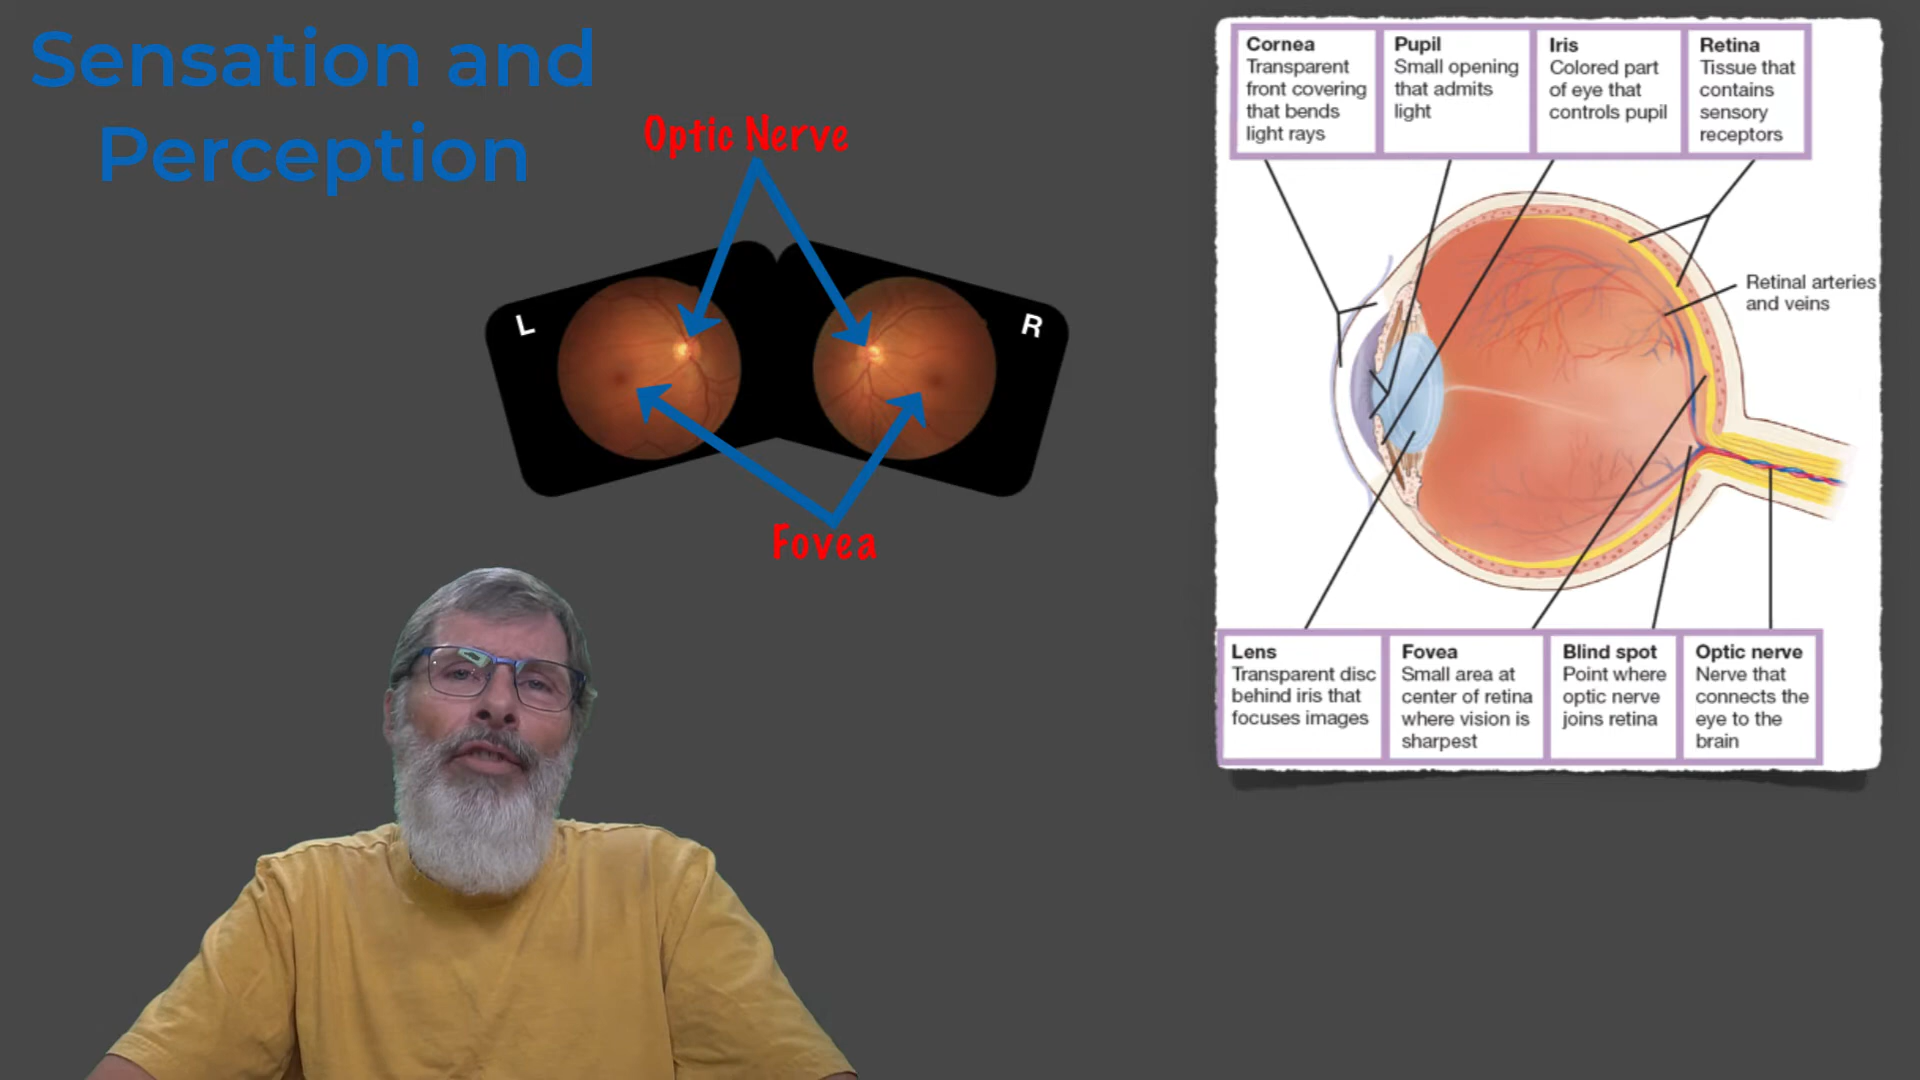 Sensation and
Perception
Optic Nerve
L
R
Fovea
Cornea
Transparent
front covering
that bends
light rays
Pupil
Small opening
that admits
light
Iris
Colored part
of eye that
controls pupil
Retina
Tissue that
contains
sensory
receptors
Retinal arteries
and veins
Lens
Transparent disc
behind iris that
focuses images
Fovea
Small area at
center of retina
where vision is
sharpest
Blind spot
Point where
optic nerve
joins retina
Optic nerve
Nerve that
connects the
eye to the
brain